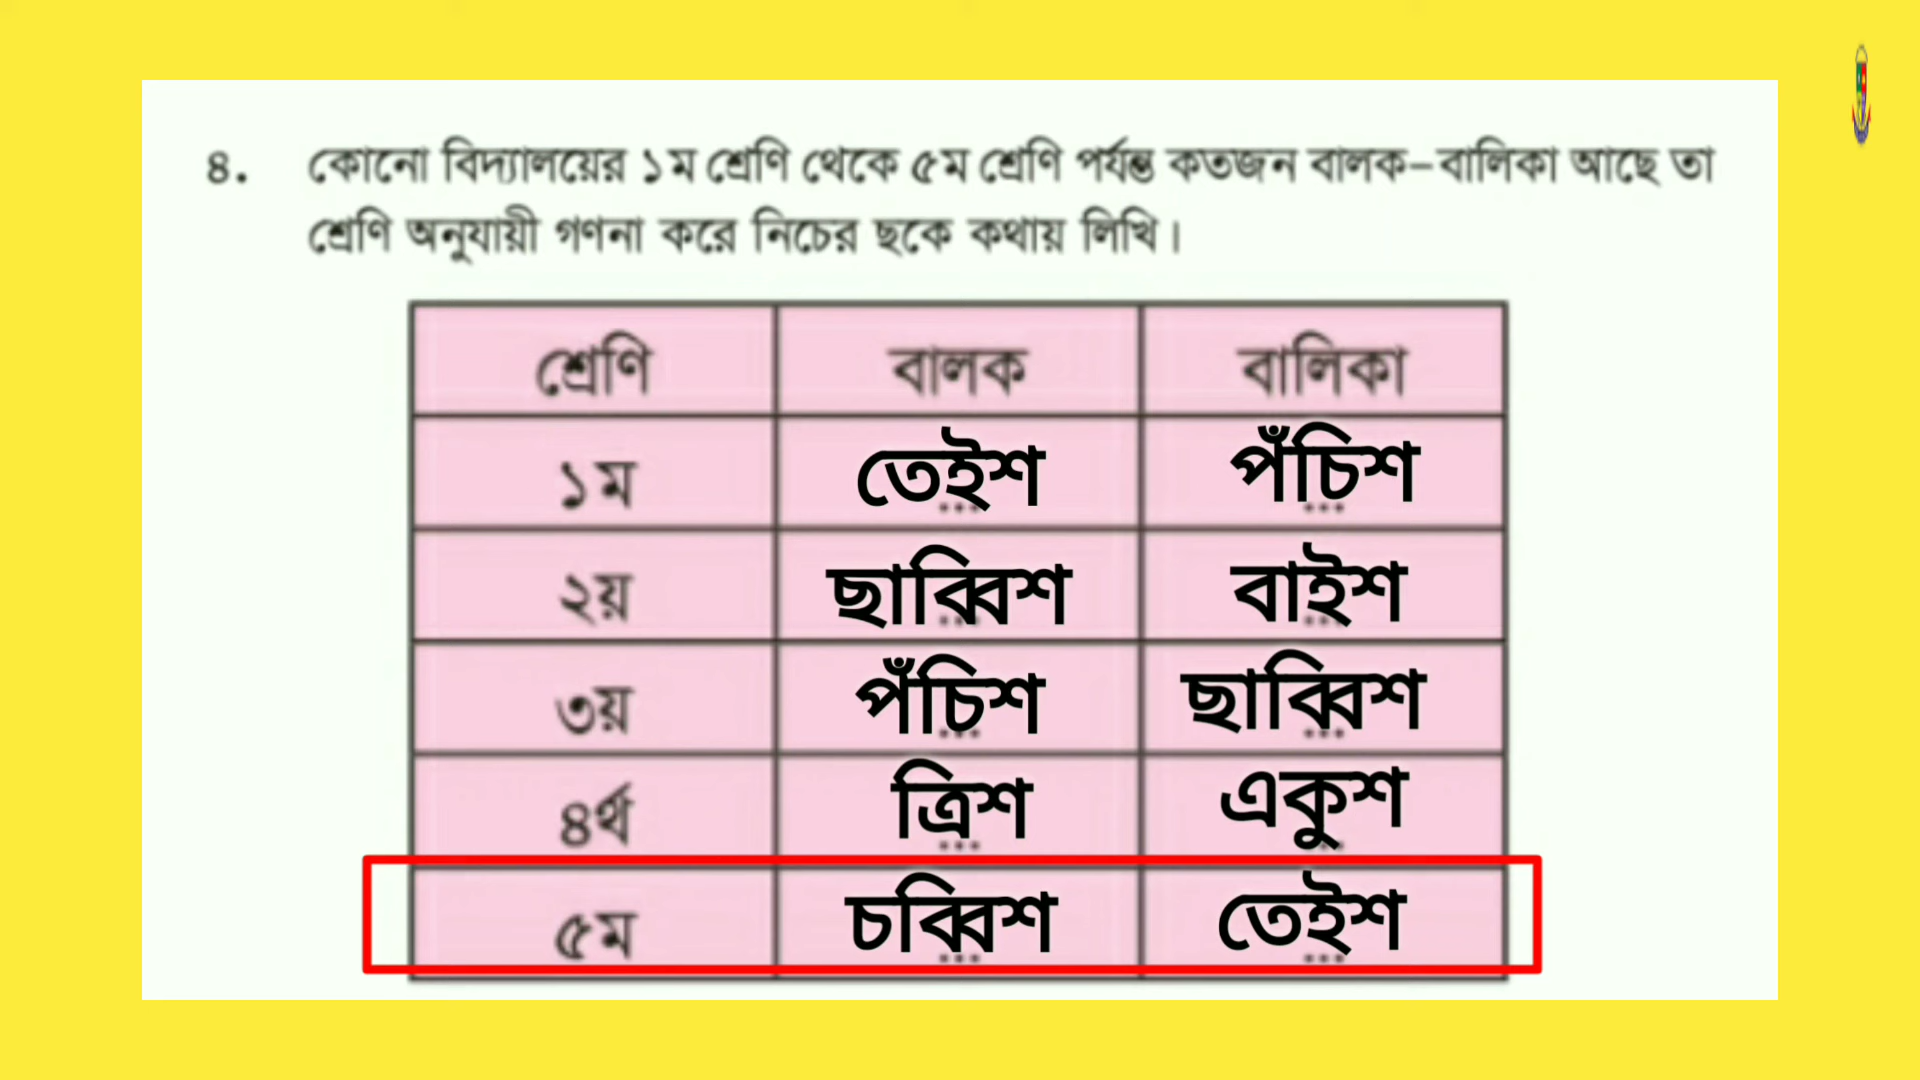 ৪. কোনো বিদ্যালয়ের ১ম শ্রেণি থেকে ৫ম শ্রেণি পর্যন্ত কতজন বালক–বালিকা আছে তা
শ্রেণি অনুযায়ী গণনা করে নিচের ছকে কথায় লিখি।
শ্রেণি বালক বালিকা
১ম তেইশ পঁচিশ
২য় ছাব্বিশ বাইশ
৩য় পঁচিশ ছাব্বিশ
৪র্থ ত্রিশ একুশ
৫ম চব্বিশ তেইশ